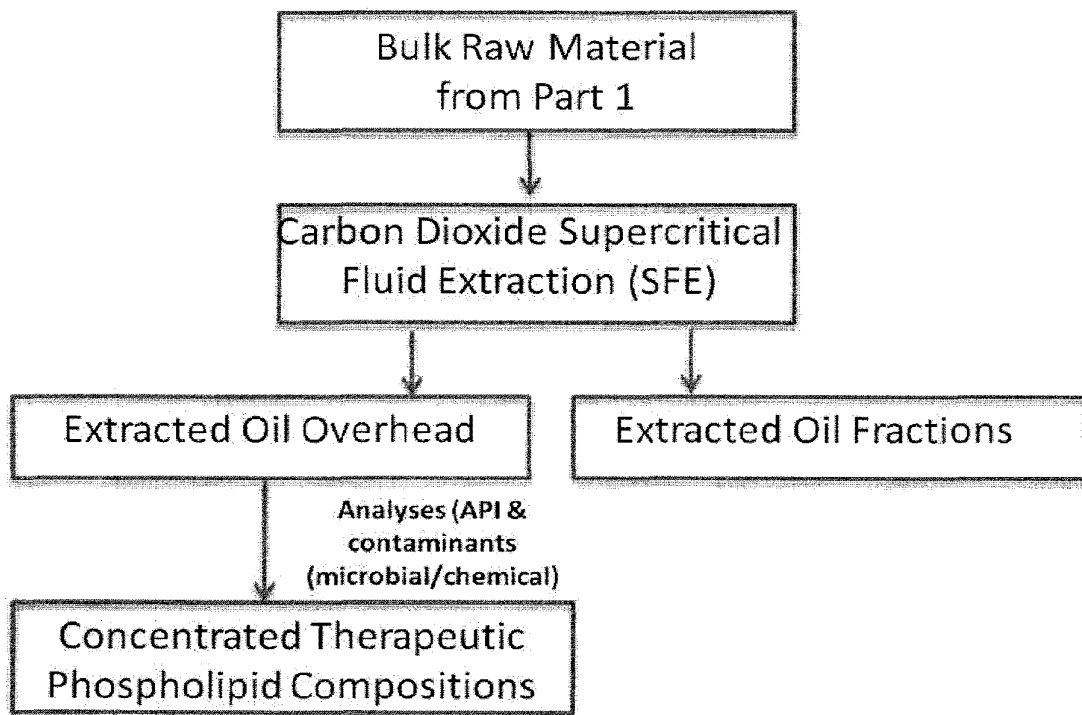 Bulk Raw Material
from Part 1
Carbon Dioxide Supercritical
Fluid Extraction (SFE)
Extracted Oil Overhead
Extracted Oil Fractions
Analyses (API &
contaminants
(microbial/chemical)
Concentrated Therapeutic
Phospholipid Compositions